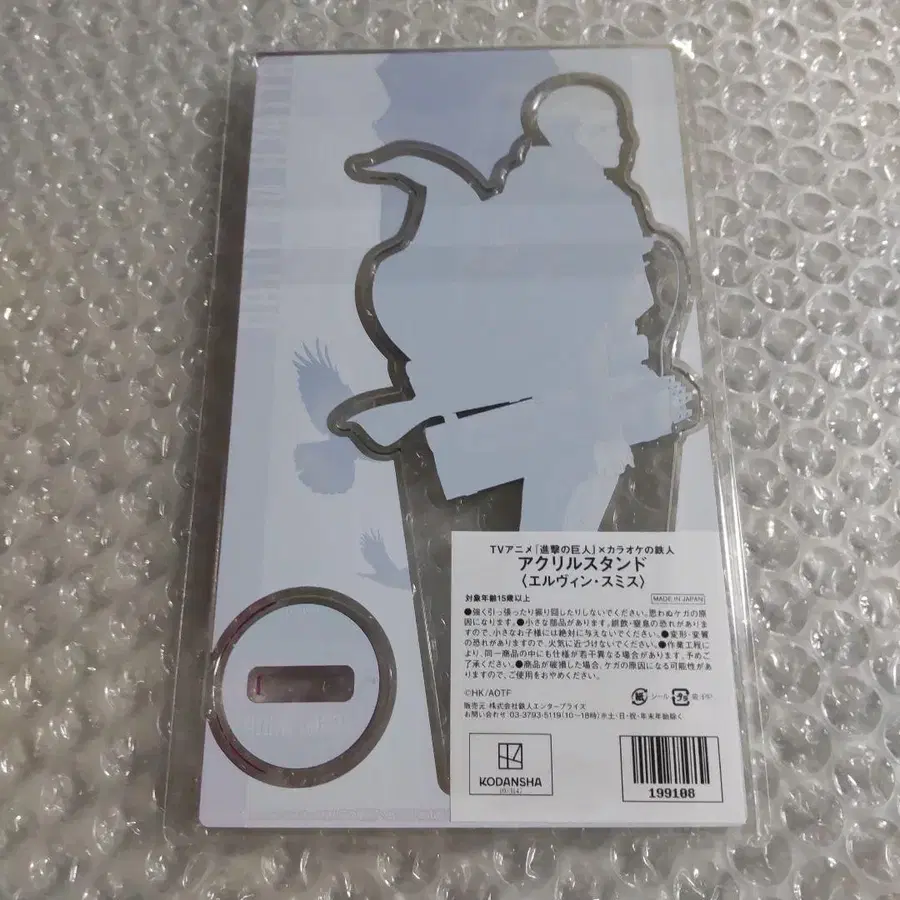 TVアニメ「進撃の巨人」×カラオケの鉄人
アクリルスタンド
〈エルヴィン・スミス〉
対象年齢15歳以上
MADE IN JAPAN
●強く引っ張ったり振り回したりしないでください。思わぬケガの原
因になります。●小さな部品があります。誤飲・窒息の恐れがありま
すので、小さなお子様には絶対に与えないでください。●変形・変質
の恐れがありますので、火気に近づけないでください。●作業工程に
より、同一商品の中にも仕様が若干異なる場合があります。予めご
了承ください。●商品が破損した場合、ケガの原因になる可能性があ
りますので、ご使用をおやめください。
©HK/AOTF
紙 シール プラ 袋:PP
販売元:株式会社鉄人エンタープライズ
お問い合わせ:03-3793-5119(10~18時)※土・日・祝・年末年始除く
KODANSHA
199108